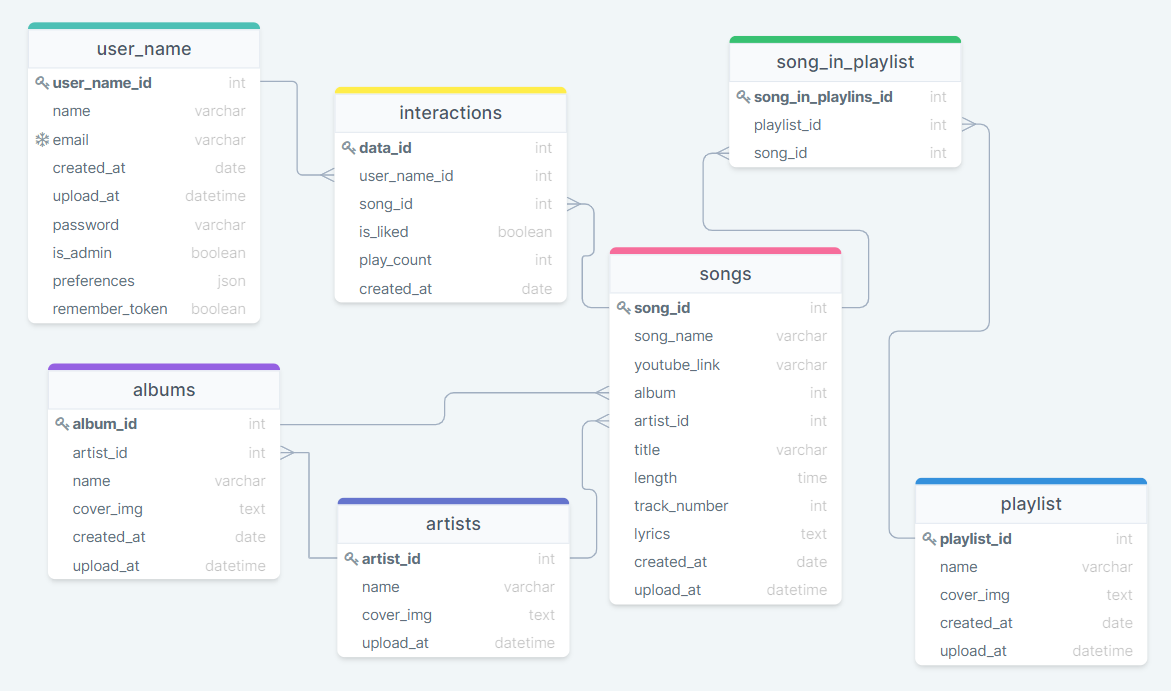 user_name
user_name_id int
name varchar
email varchar
created_at date
upload_at datetime
password varchar
is_admin boolean
preferences json
remember_token boolean
interactions
data_id int
user_name_id int
song_id int
is_liked boolean
play_count int
created_at date
song_in_playlist
song_in_playlins_id int
playlist_id int
song_id int
songs
song_id int
song_name varchar
youtube_link varchar
album int
artist_id int
title varchar
length time
track_number int
lyrics text
created_at date
upload_at datetime
albums
album_id int
artist_id int
name varchar
cover_img text
created_at date
upload_at datetime
artists
artist_id int
name varchar
cover_img text
upload_at datetime
playlist
playlist_id int
name varchar
cover_img text
created_at date
upload_at datetime